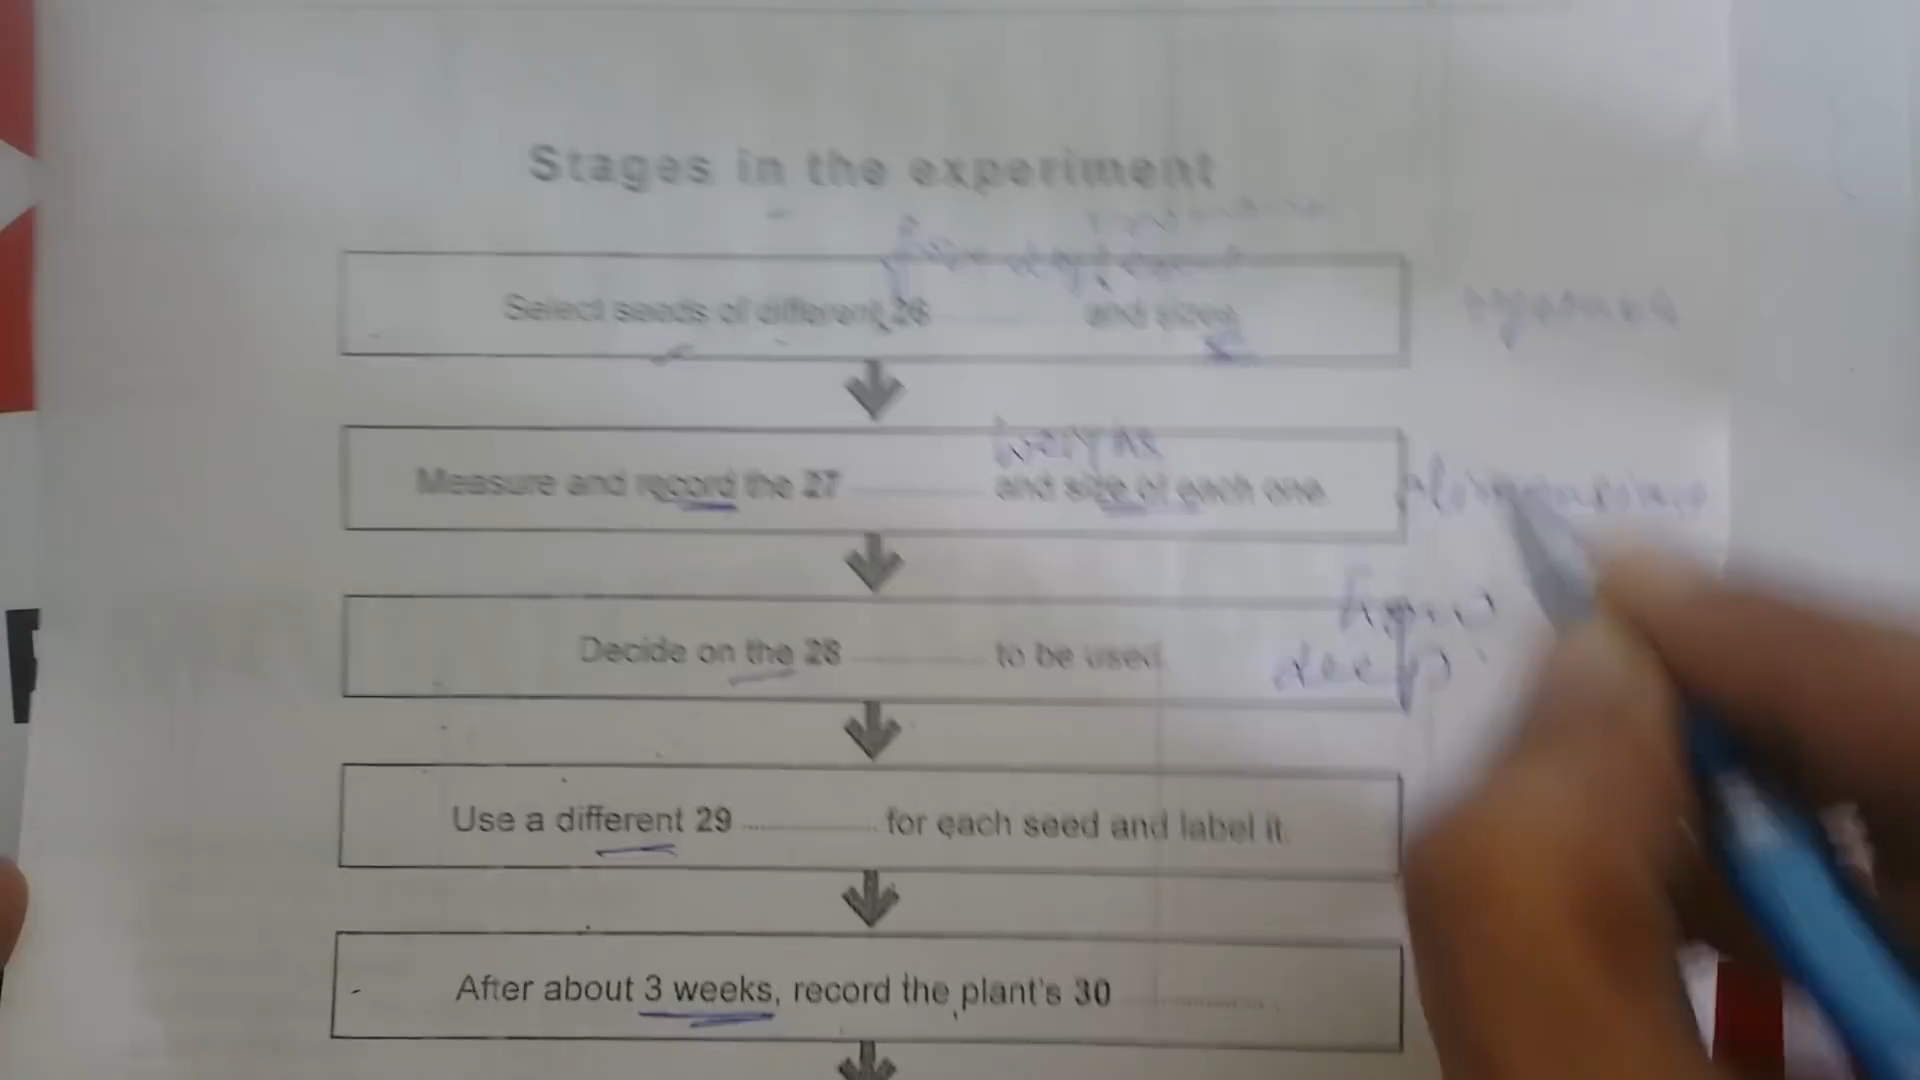 Stages in the experiment
Select seeds of different 26 ............ and sizes
Measure and record the 27 ............ and size of each one
Decide on the 28 ............ to be used
how
deep
Use a different 29 ............ for each seed and label it
After about 3 weeks, record the plant's 30 ............